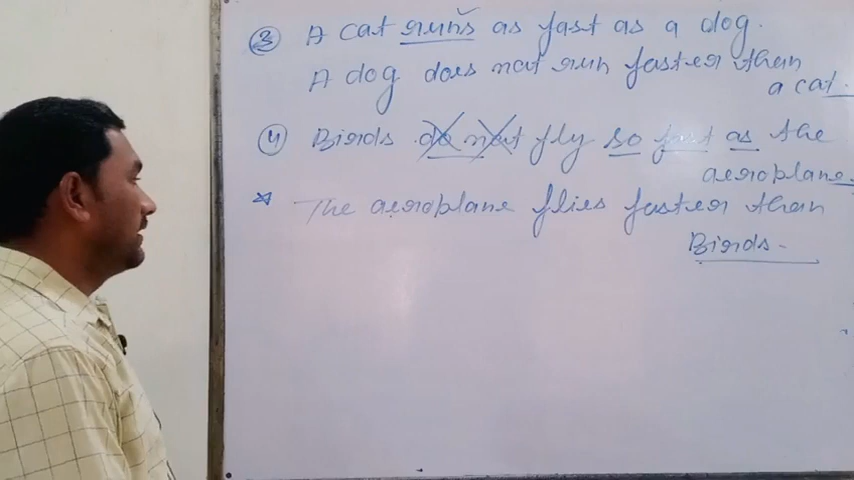 ③ A cat runs as fast as a dog.
A dog does not run faster than
a cat.
④ Birds do not fly so fast as the
aeroplane.
* The aeroplane flies faster than
Birds.